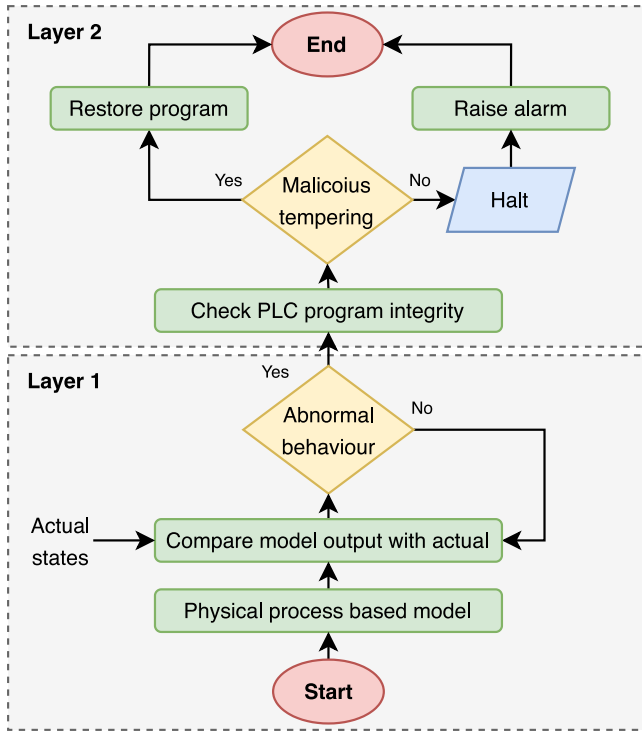 Layer 2
End
Restore program
Raise alarm
Yes
Malicoius
tempering
No
Halt
Check PLC program integrity
Layer 1
Yes
Abnormal
behaviour
No
Actual
states
Compare model output with actual
Physical process based model
Start